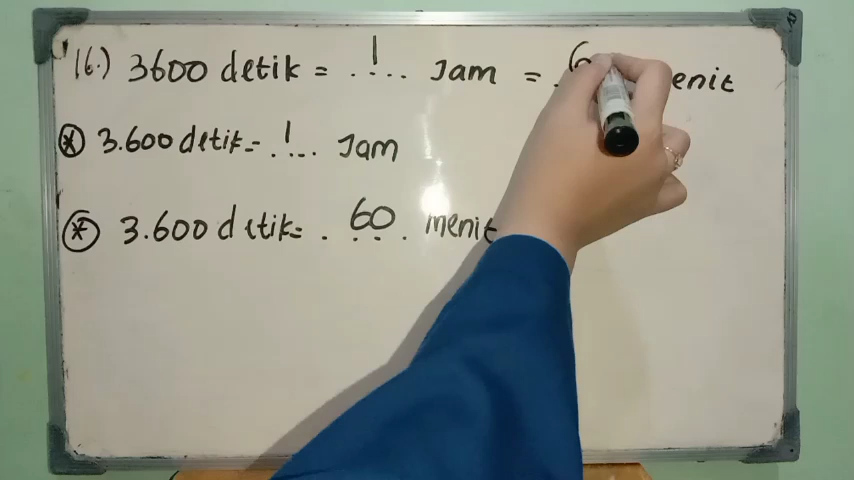 16.) 3600 detik = .1... Jam = 6 enit
* 3.600 detik = .1... Jam
* 3.600 detik = . 60 . menit